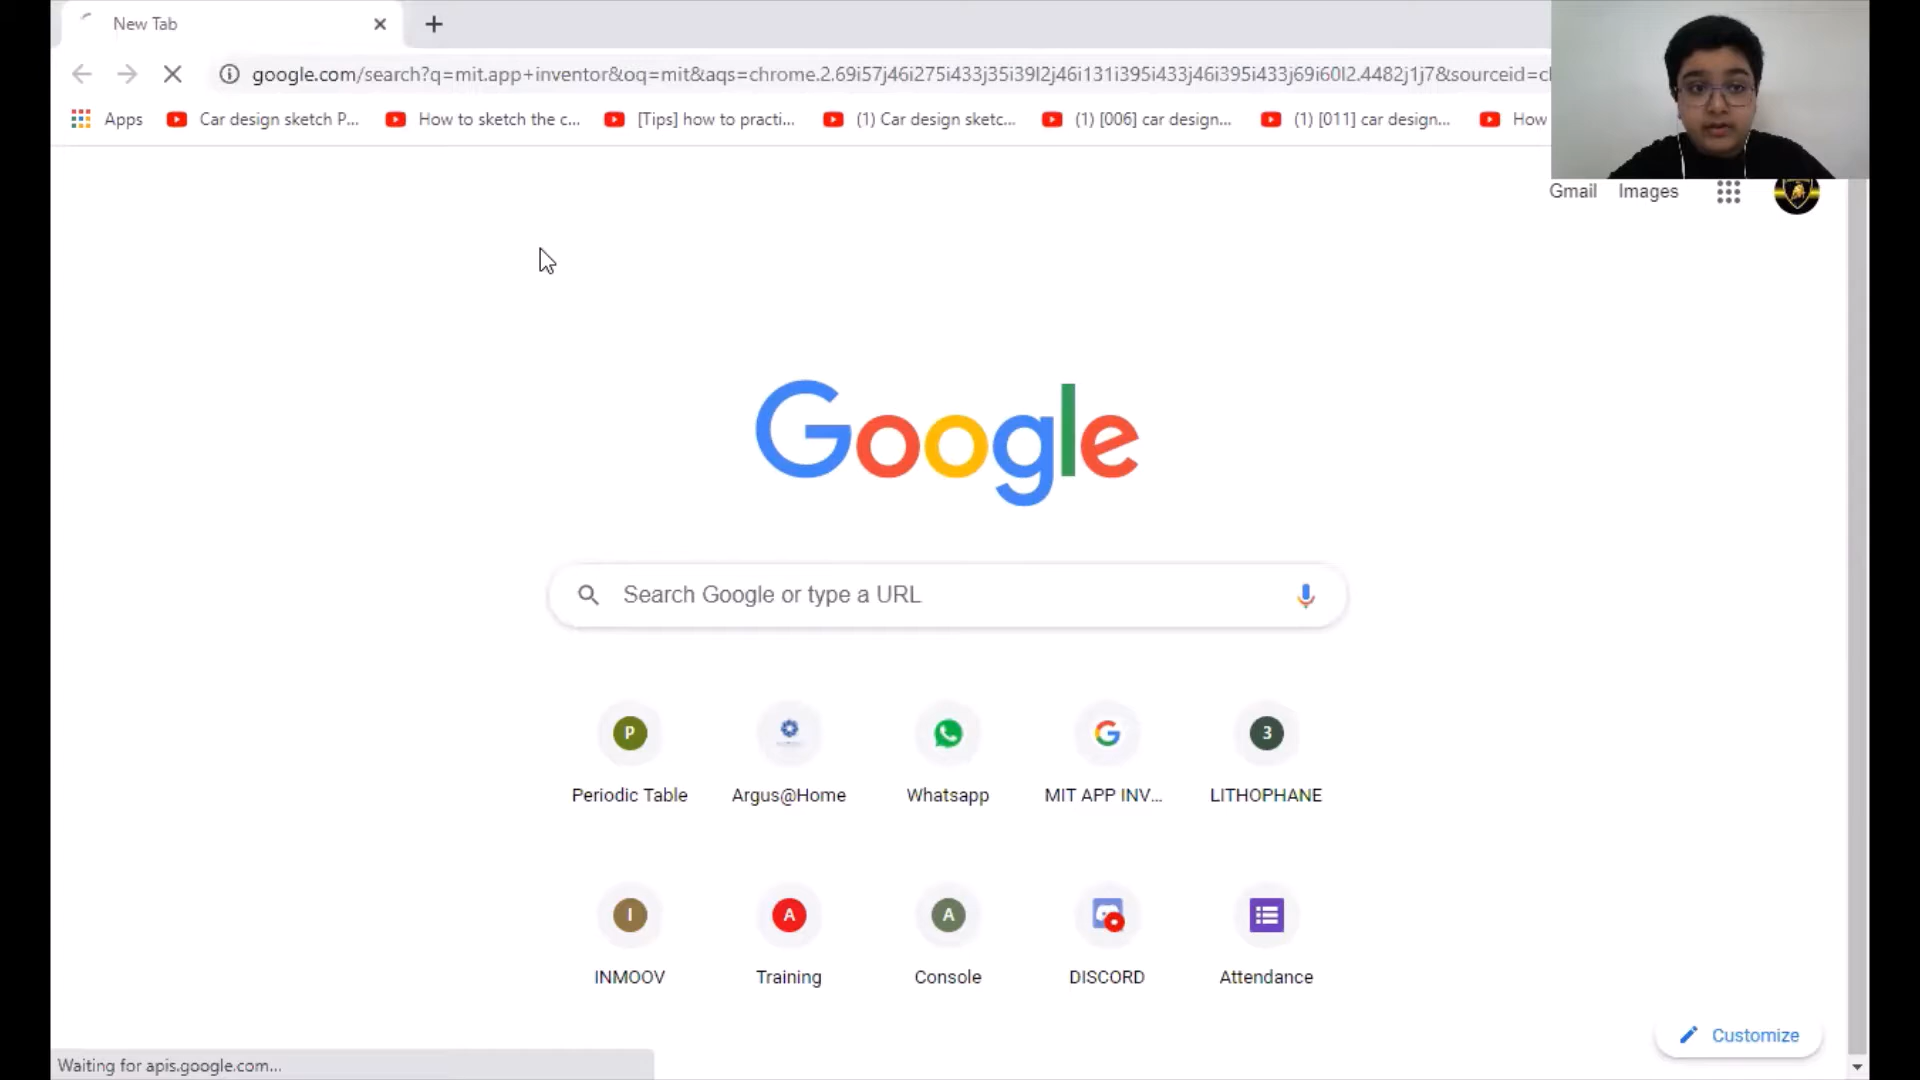 New Tab
google.com/search?q=mit.app+inventor&oq=mit&aqs=chrome.2.69i57j46i275i433j35i39l2j46i131i395i433j46i395i433j69i60l2.4482j1j7&sourceid=cl
Apps
Car design sketch P...
How to sketch the c...
[Tips] how to practi...
(1) Car design sketc...
(1) [006] car design...
(1) [011] car design...
How
Gmail
Images
Google
Search Google or type a URL
P
3
Periodic Table
Argus@Home
Whatsapp
MIT APP INV...
LITHOPHANE
I
A
A
INMOOV
Training
Console
DISCORD
Attendance
Customize
Waiting for apis.google.com...